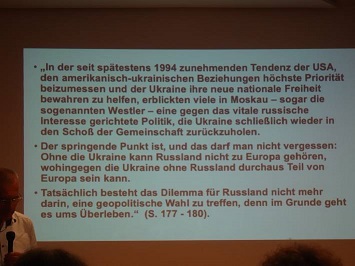 • „In der seit spätestens 1994 zunehmenden Tendenz der USA,
den amerikanisch-ukrainischen Beziehungen höchste Priorität
beizumessen und der Ukraine ihre neue nationale Freiheit
bewahren zu helfen, erblickten viele in Moskau – sogar die
sogenannten Westler – eine gegen das vitale russische
Interesse gerichtete Politik, die Ukraine schließlich wieder in
den Schoß der Gemeinschaft zurückzuholen.
• Der springende Punkt ist, und das darf man nicht vergessen:
Ohne die Ukraine kann Russland nicht zu Europa gehören,
wohingegen die Ukraine ohne Russland durchaus Teil von
Europa sein kann.
• Tatsächlich besteht das Dilemma für Russland nicht mehr
darin, eine geopolitische Wahl zu treffen, denn im Grunde geht
es ums Überleben.“ (S. 177 - 180).